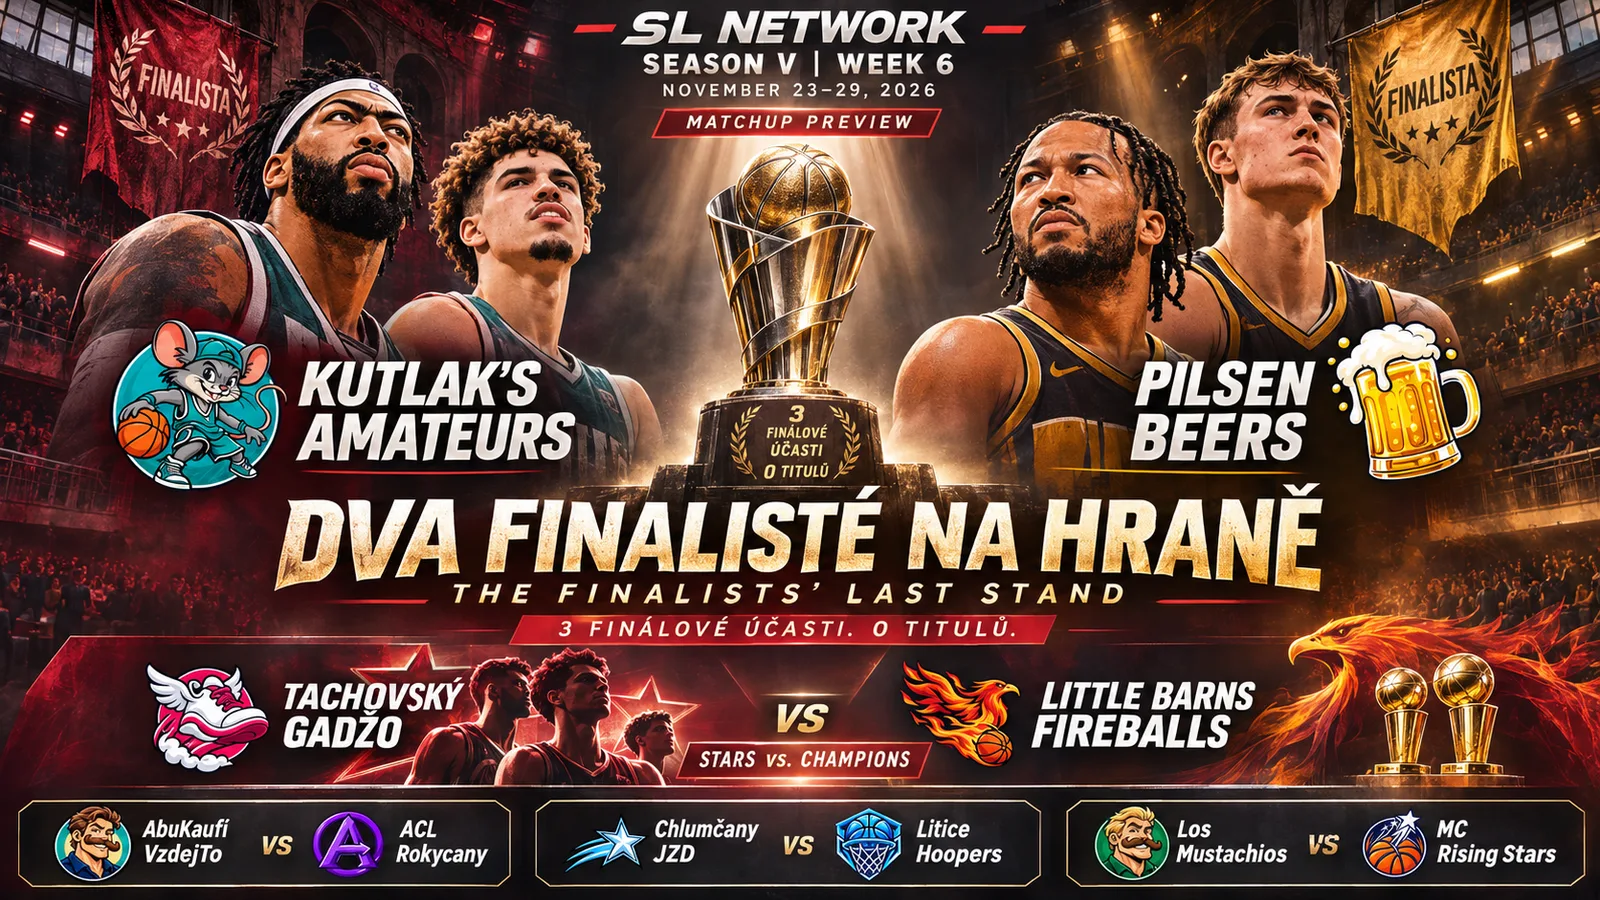 SL NETWORK
SEASON V | WEEK 6
NOVEMBER 23–29, 2026
MATCHUP PREVIEW
FINALISTA
FINALISTA
KUTLAK'S
AMATEURS
3
FINÁLOVÉ
ÚČASTI
0 TITULŮ
PILSEN
BEERS
DVA FINALISTÉ NA HRANĚ
THE FINALISTS' LAST STAND
3 FINÁLOVÉ ÚČASTI. 0 TITULŮ.
TACHOVSKÝ
GADŽO
VS
STARS vs. CHAMPIONS
LITTLE BARNS
FIREBALLS
AbuKaufí
VzdejTo
VS
A
ACL
Rokycany
Chlumčany
JZD
VS
Litice
Hoopers
Los
Mustachios
VS
MC
Rising Stars